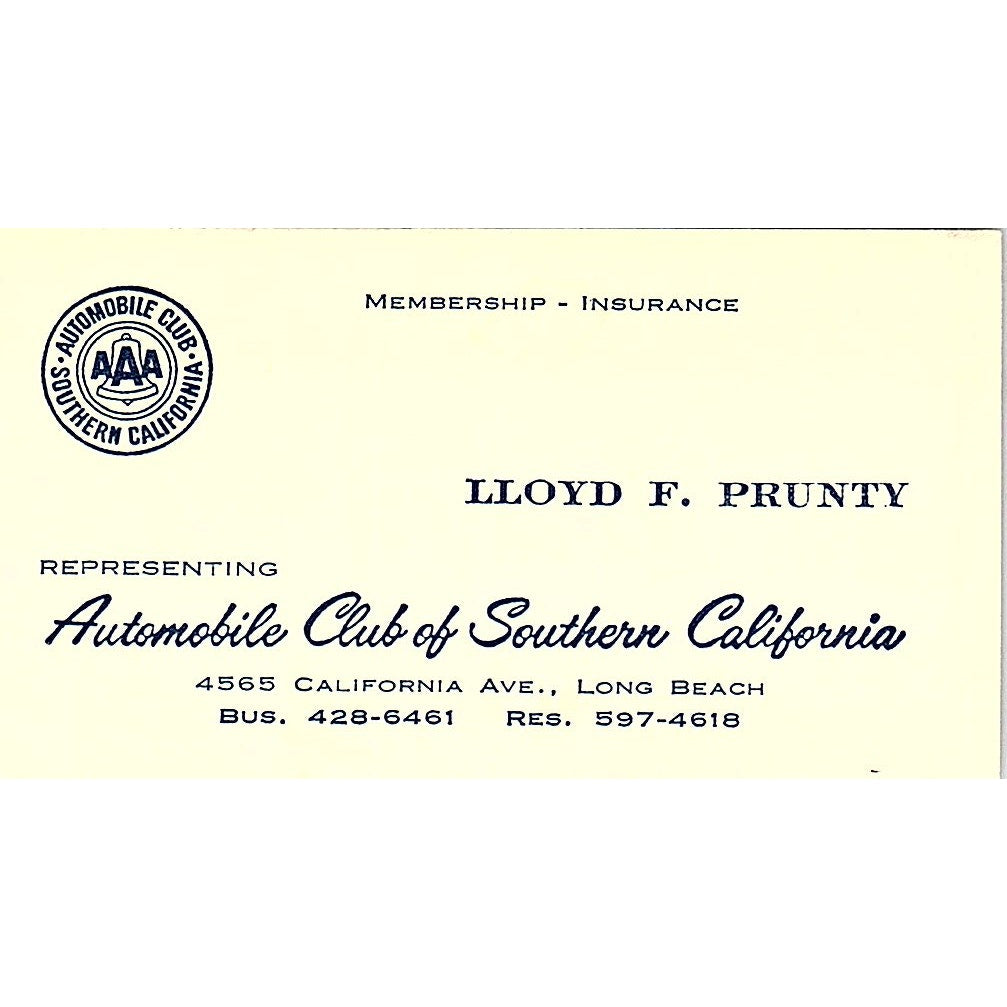 AUTOMOBILE CLUB
AAA
SOUTHERN CALIFORNIA
MEMBERSHIP - INSURANCE
LLOYD F. PRUNTY
REPRESENTING
Automobile Club of Southern California
4565 CALIFORNIA AVE., LONG BEACH
BUS. 428-6461 RES. 597-4618